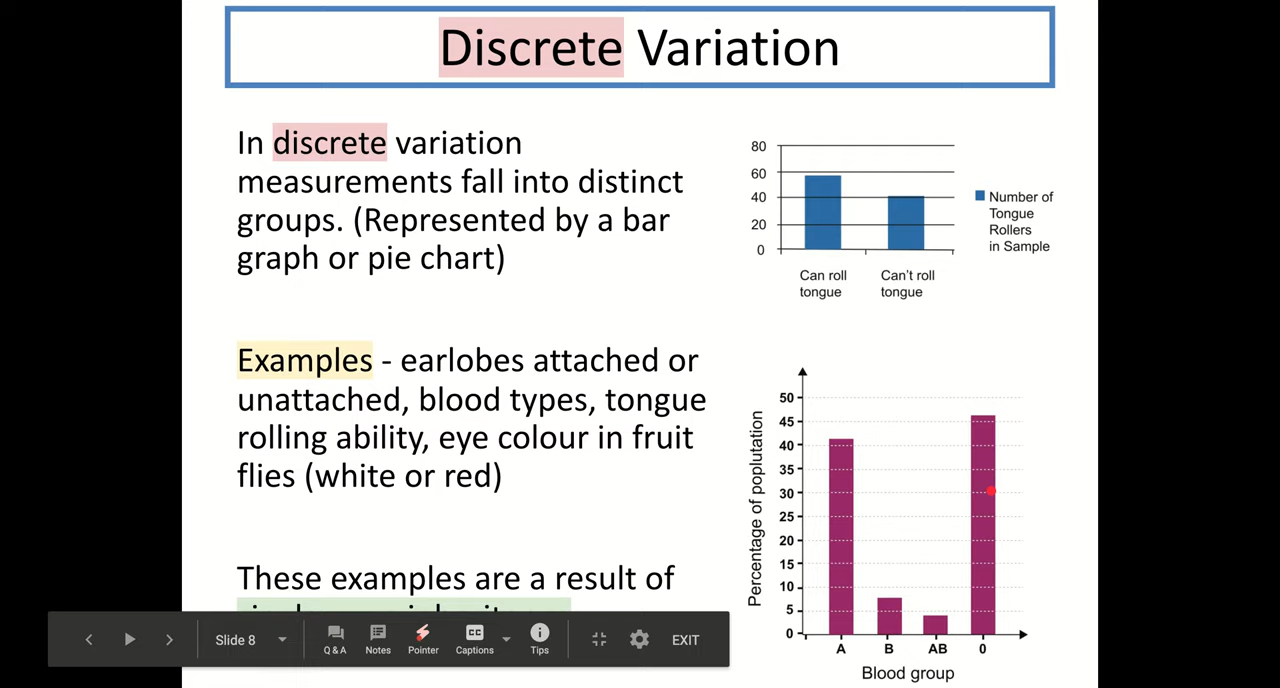 Discrete Variation
In discrete variation
measurements fall into distinct
groups. (Represented by a bar
graph or pie chart)
Examples - earlobes attached or
unattached, blood types, tongue
rolling ability, eye colour in fruit
flies (white or red)
These examples are a result of
80
60
40
20
0
Can roll
tongue
Can't roll
tongue
Number of
Tongue
Rollers
in Sample
Percentage of poplutation
50
45
40
35
30
25
20
15
10
5
0
A B AB 0
Blood group
Slide 8
Q & A
Notes
Pointer
CC
Captions
Tips
EXIT